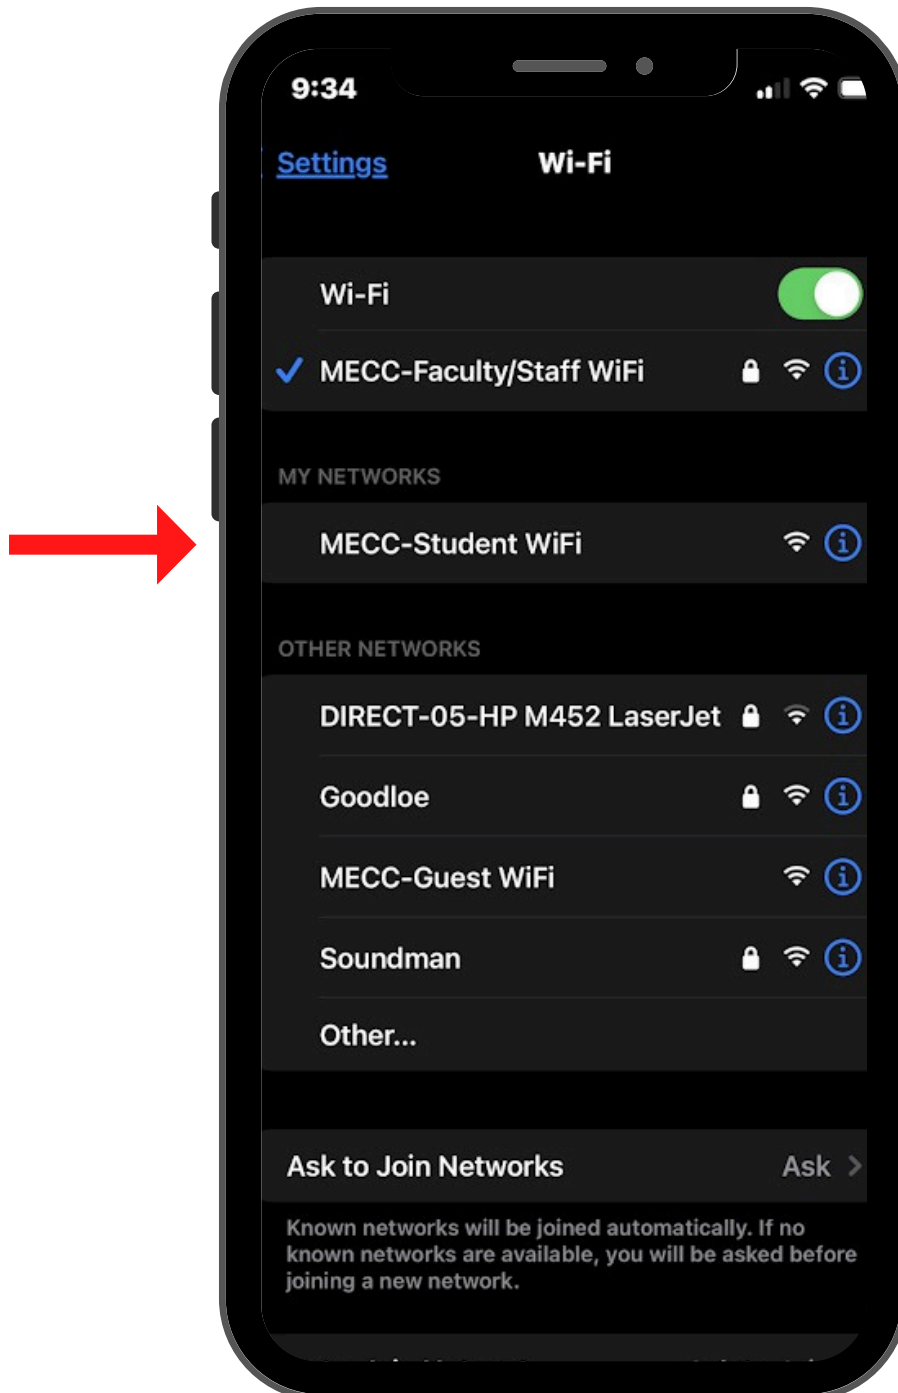 9:34
Settings
Wi-Fi
Wi-Fi
MECC-Faculty/Staff WiFi
MY NETWORKS
MECC-Student WiFi
OTHER NETWORKS
DIRECT-05-HP M452 LaserJet
Goodloe
MECC-Guest WiFi
Soundman
Other...
Ask to Join Networks Ask
Known networks will be joined automatically. If no
known networks are available, you will be asked before
joining a new network.